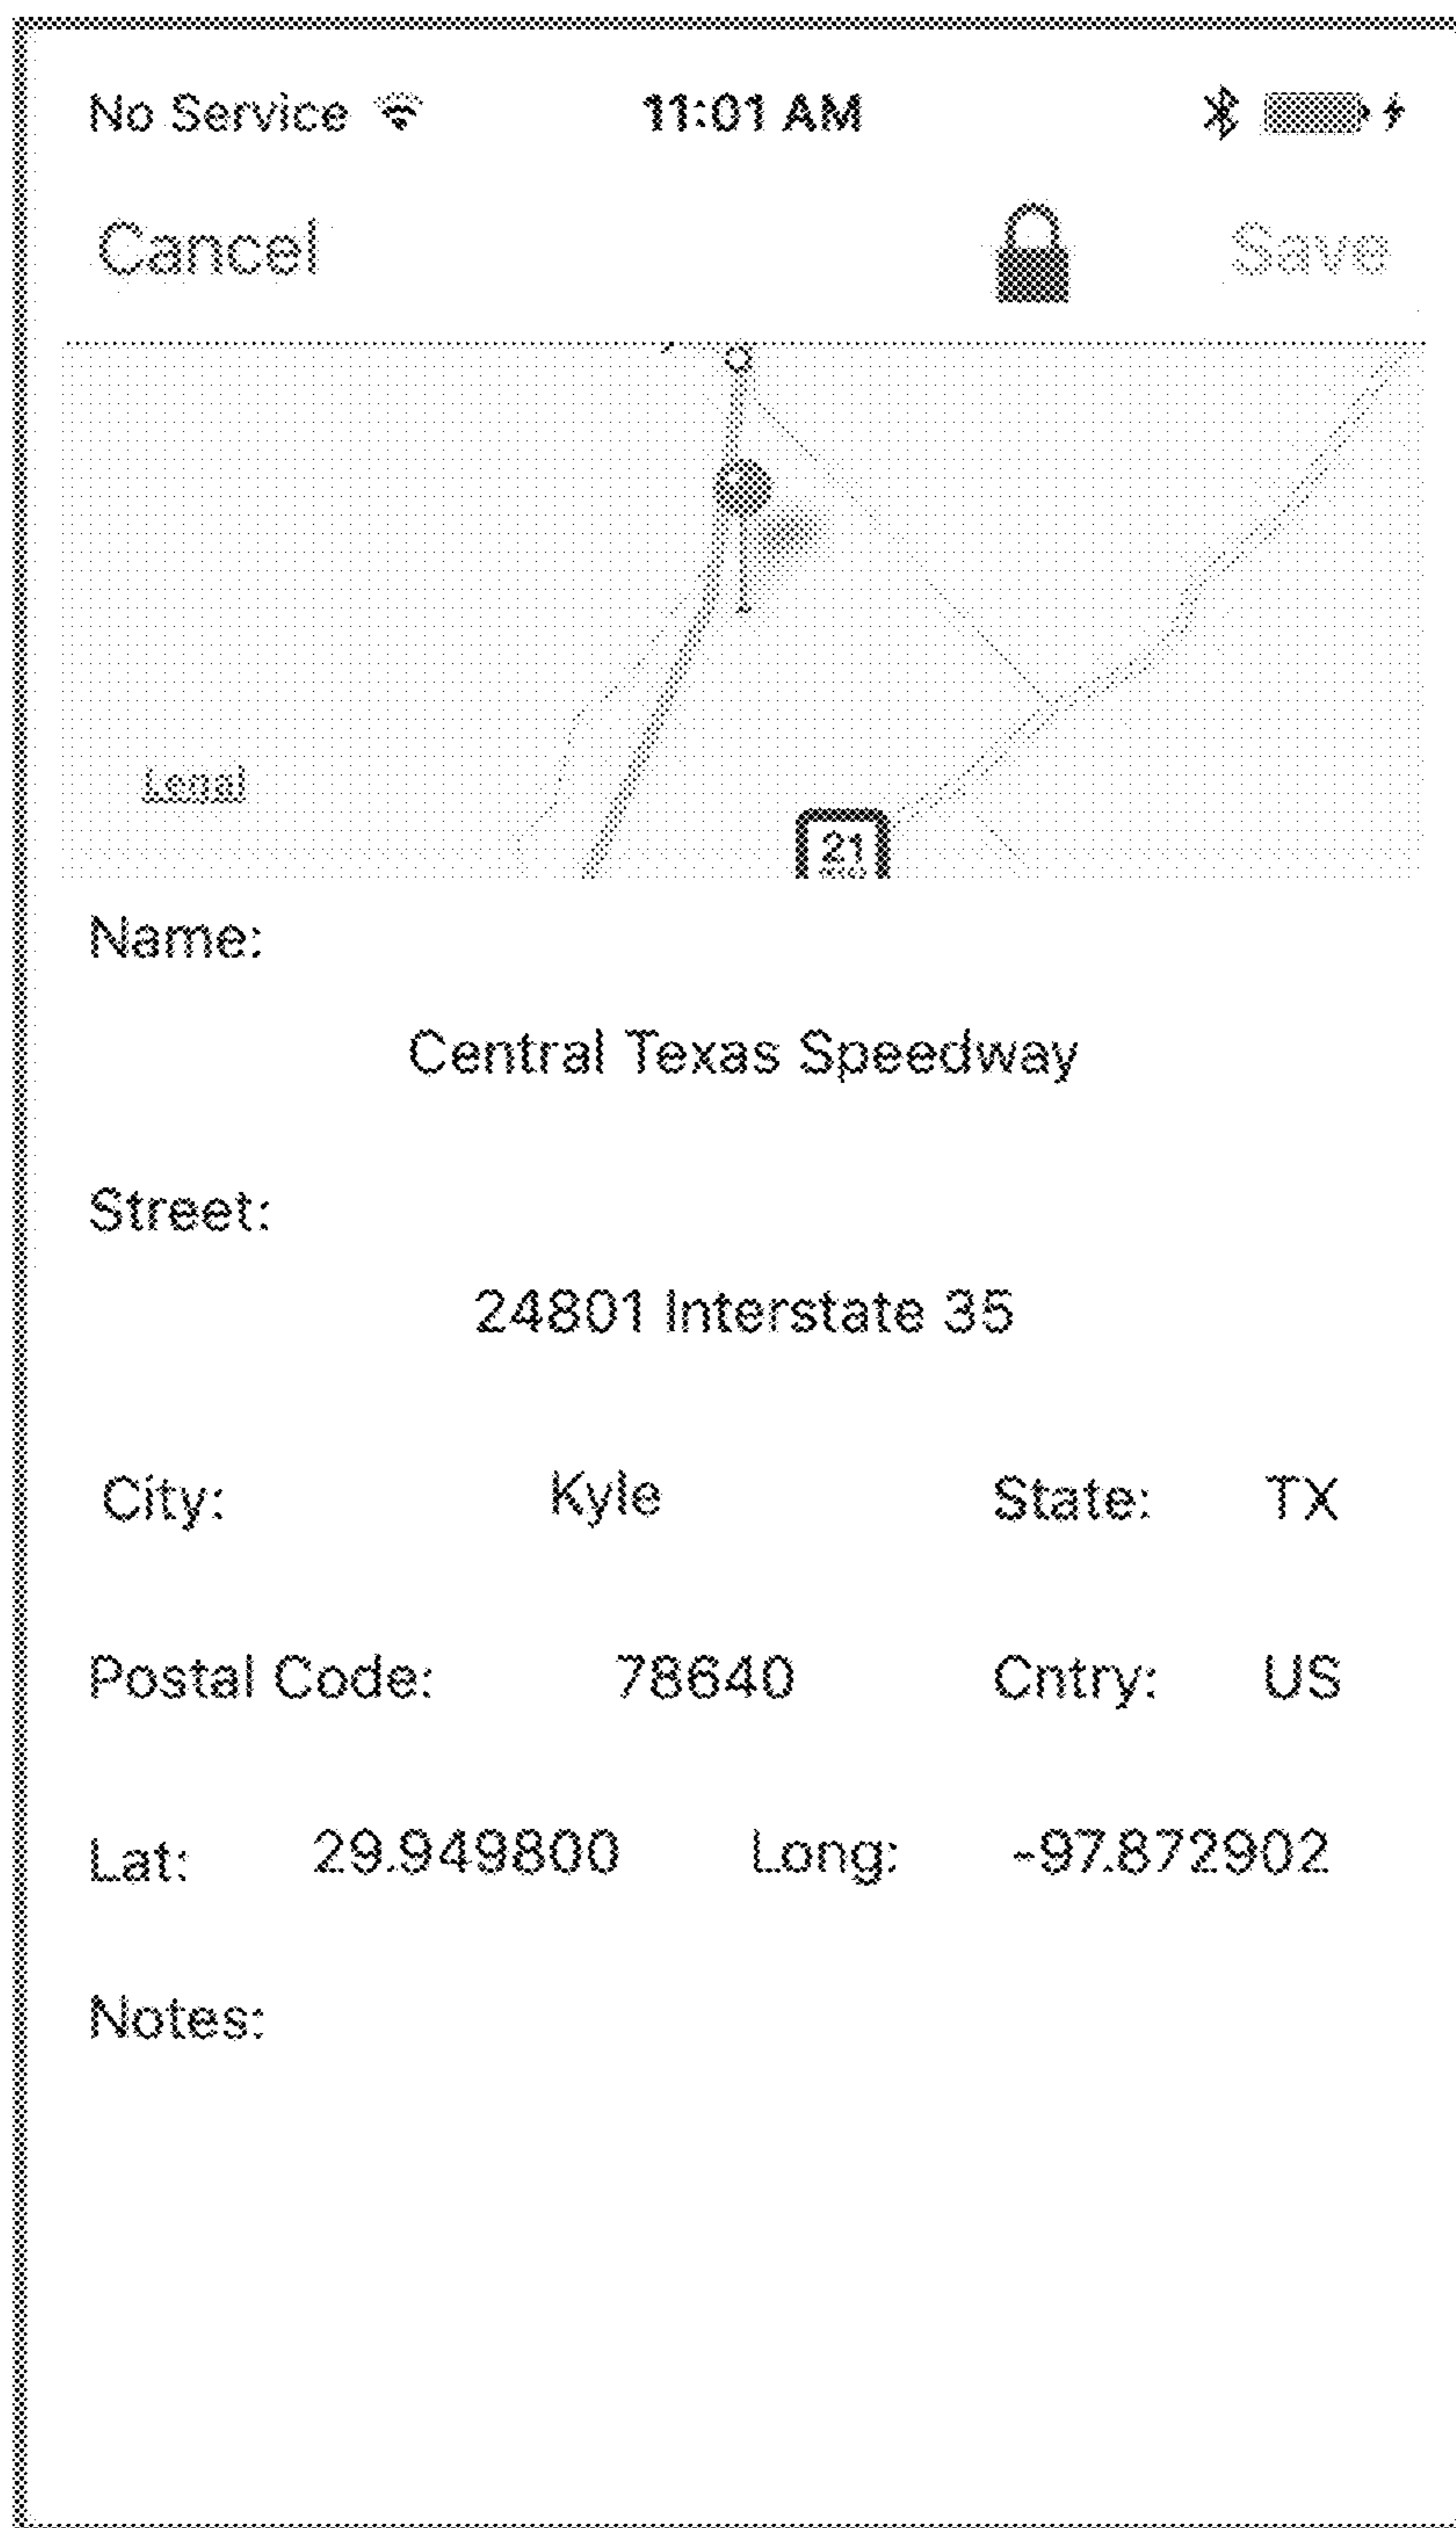 No Service 11:01 AM
Cancel Save
Legal
21
Name:
Central Texas Speedway
Street:
24801 Interstate 35
City: Kyle State: TX
Postal Code: 78640 Cntry: US
Lat: 29.949800 Long: -97.872902
Notes: